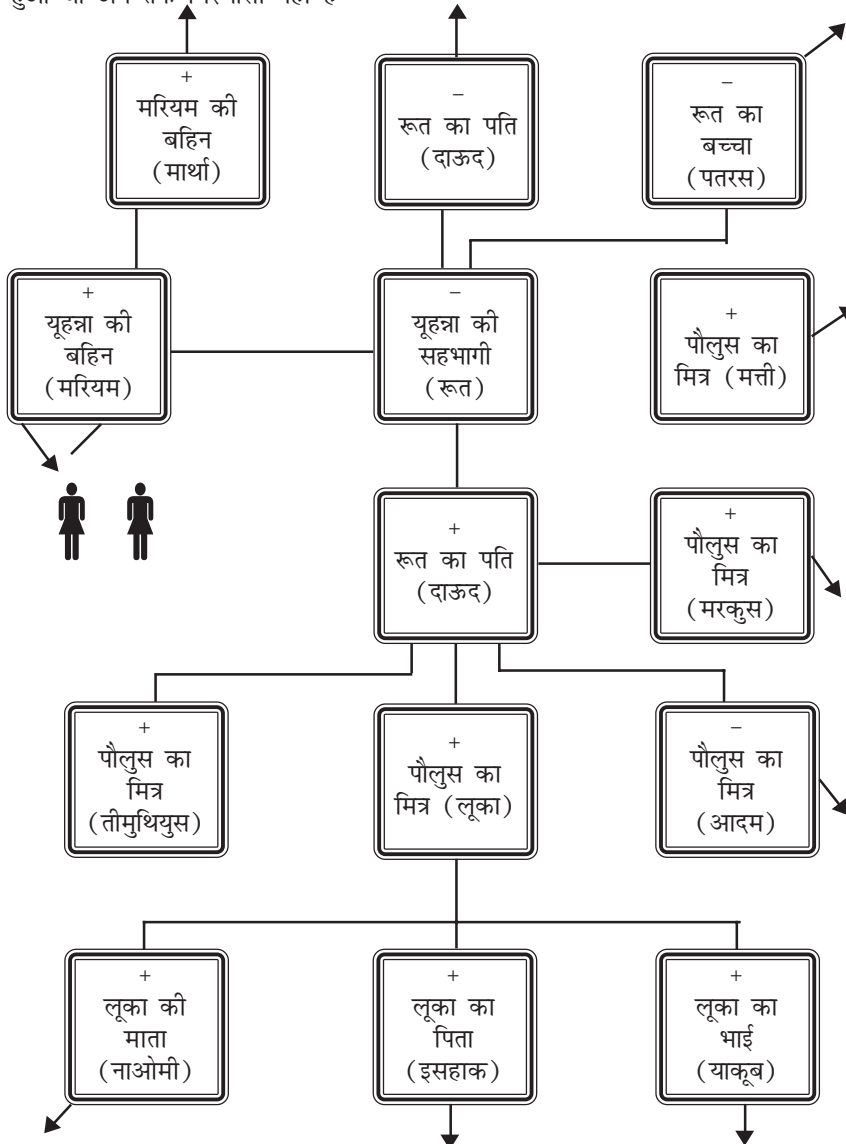 +
मरियम की
बहिन
(मार्था)
–
रूत का पति
(दाऊद)
–
रूत का
बच्चा
(पतरस)
+
यूहन्ना की
बहिन
(मरियम)
–
यूहन्ना की
सहभागी
(रूत)
+
पौलुस का
मित्र (मत्ती)
+
रूत का पति
(दाऊद)
+
पौलुस का
मित्र
(मरकुस)
+
पौलुस का
मित्र
(तीमुथियुस)
+
पौलुस का
मित्र (लूका)
–
पौलुस का
मित्र
(आदम)
+
लूका की
माता
(नाओमी)
+
लूका का
पिता
(इसहाक)
+
लूका का
भाई
(याकूब)